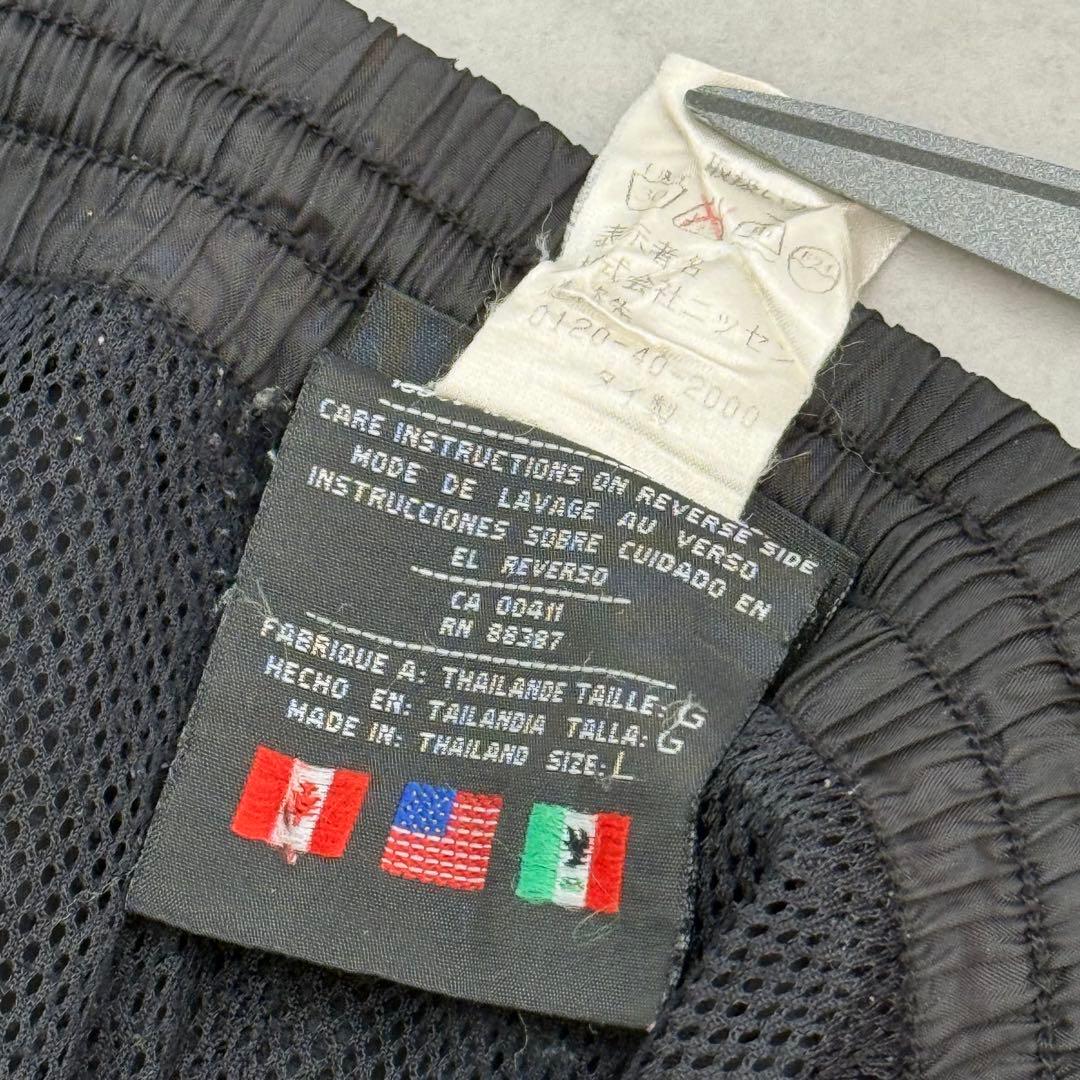 表示者名
株式会社ニッセン
0120-40-2000
タイ製
CARE INSTRUCTIONS ON REVERSE SIDE
MODE DE LAVAGE AU VERSO
INSTRUCCIONES SOBRE CUIDADO EN
EL REVERSO
CA 00411
RN 86387
FABRIQUE A: THAILANDE TAILLE: G
HECHO EN: TAILANDIA TALLA: G
MADE IN: THAILAND SIZE: L